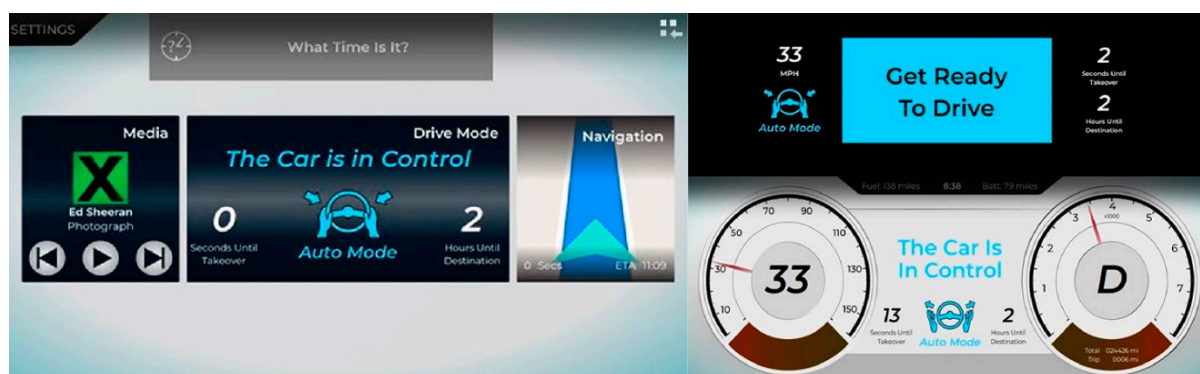 SETTINGS
?
What Time Is It?
Media
X
Ed Sheeran
Photograph
Drive Mode
The Car is in Control
0
Seconds Until
Takeover
Auto Mode
2
Hours Until
Destination
Navigation
0 Secs
ETA 11:09
33
MPH
Auto Mode
Get Ready
To Drive
2
Seconds Until
Takeover
2
Hours Until
Destination
Fuel: 138 miles 8:38 Batt: 79 miles
10
30
50
70
90
110
130
150
33
The Car Is
In Control
13
Seconds Until
Takeover
Auto Mode
2
Hours Until
Destination
1
2
3
4
5
6
7
x1000
D
Total 024426 mi
Trip 0006 mi